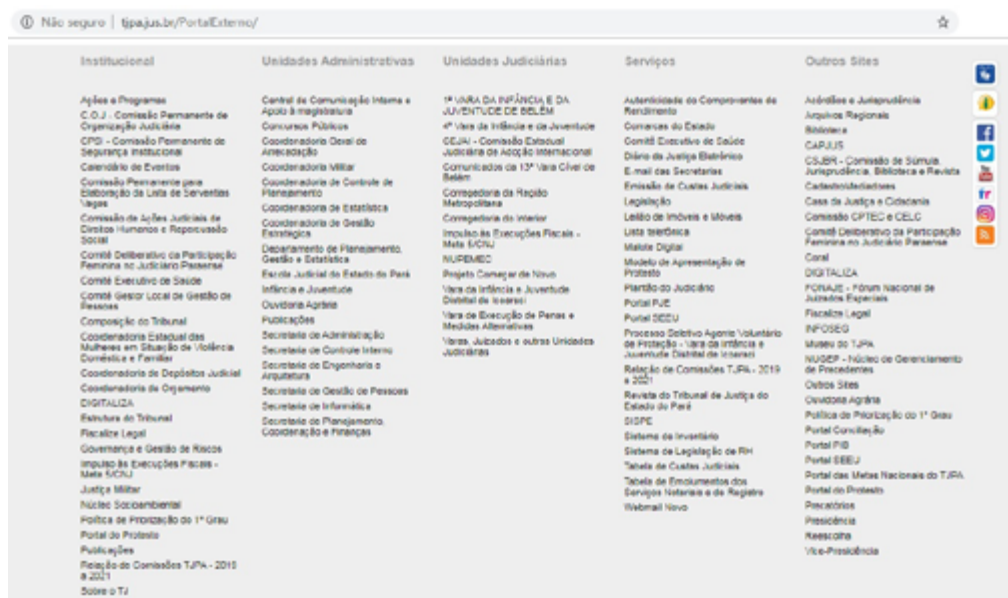 Não seguro | tjpa.jus.br/PortalExterno/
Institucional
Ações e Programas
C.O.J - Comissão Permanente de
Organização Judiciária
CPSI - Comissão Permanente de
Segurança Institucional
Calendário de Eventos
Comissão Permanente para
Elaboração da Lista de Serventias
Vagas
Comissão de Ações Judiciais de
Direitos Humanos e Repercussão
Social
Comitê Deliberativo da Participação
Feminina no Judiciário Paraense
Comitê Executivo de Saúde
Comitê Gestor Local de Gestão de
Pessoas
Composição do Tribunal
Coordenadoria Estadual das
Mulheres em Situação de Violência
Doméstica e Familiar
Coordenadoria de Depósitos Judicial
Coordenadoria de Orçamento
DIGITALIZA
Estrutura do Tribunal
Fiscalize Legal
Governança e Gestão de Riscos
Impulso às Execuções Fiscais -
Meta 5/CNJ
Justiça Militar
Núcleo Socioambiental
Política de Priorização do 1º Grau
Portal do Protesto
Publicações
Relação de Comissões TJPA - 2019
a 2021
Sobre o TJ
Unidades Administrativas
Central de Comunicação Interna e
Apoio à magistratura
Concursos Públicos
Coordenadoria Geral de
Arrecadação
Coordenadoria Militar
Coordenadoria de Controle de
Planejamento
Coordenadoria de Estatística
Coordenadoria de Gestão
Estratégica
Departamento de Planejamento,
Gestão e Estatística
Escola Judicial do Estado do Pará
Infância e Juventude
Ouvidoria Agrária
Publicações
Secretaria de Administração
Secretaria de Controle Interno
Secretaria de Engenharia e
Arquitetura
Secretaria de Gestão de Pessoas
Secretaria de Informática
Secretaria de Planejamento,
Coordenação e Finanças
Unidades Judiciárias
1ª VARA DA INFÂNCIA E DA
JUVENTUDE DE BELÉM
4ª Vara da Infância e da Juventude
CEJAI - Comissão Estadual
Judiciária de Adoção Internacional
Comunicados da 13ª Vara Cível de
Belém
Corregedoria da Região
Metropolitana
Corregedoria do Interior
Impulso às Execuções Fiscais -
Meta 5/CNJ
NUPEMEC
Projeto Começar de Novo
Vara da Infância e Juventude
Distrital de Icoaraci
Vara de Execução de Penas e
Medidas Alternativas
Varas, Juizados e outras Unidades
Judiciárias
Serviços
Autenticidade do Comprovantes de
Rendimento
Comarcas do Estado
Comitê Executivo de Saúde
Diário da Justiça Eletrônico
E-mail das Secretarias
Emissão de Custas Judiciais
Legislação
Leilão de Imóveis e Móveis
Lista telefônica
Malote Digital
Modelo de Apresentação de
Protesto
Plantão do Judiciário
Portal PJE
Portal SEEU
Processo Seletivo Agente Voluntário
de Proteção - Vara da Infância e
Juventude Distrital de Icoaraci
Relação de Comissões TJPA - 2019
a 2021
Revista do Tribunal de Justiça do
Estado do Pará
SISPE
Sistema de Inventário
Sistema de Legislação de RH
Tabela de Custas Judiciais
Tabela de Emolumentos dos
Serviços Notariais e de Registro
Webmail Novo
Outros Sites
Acórdãos e Jurisprudência
Arquivos Regionais
Biblioteca
CAPJUS
CSJBR - Comissão de Súmula,
Jurisprudência, Biblioteca e Revista
CadastroMediadores
Casa da Justiça e Cidadania
Comissão CPTEC e CELC
Comitê Deliberativo da Participação
Feminina no Judiciário Paraense
Coral
DIGITALIZA
FONAJE - Fórum Nacional de
Juizados Especiais
Fiscalize Legal
INFOSEG
Museu do TJPA
NUGEP - Núcleo de Gerenciamento
de Precedentes
Outros Sites
Ouvidoria Agrária
Política de Priorização do 1º Grau
Portal Conciliação
Portal PIB
Portal SEEU
Portal das Metas Nacionais do TJPA
Portal do Protesto
Precatórios
Presidência
Reescolha
Vice-Presidência